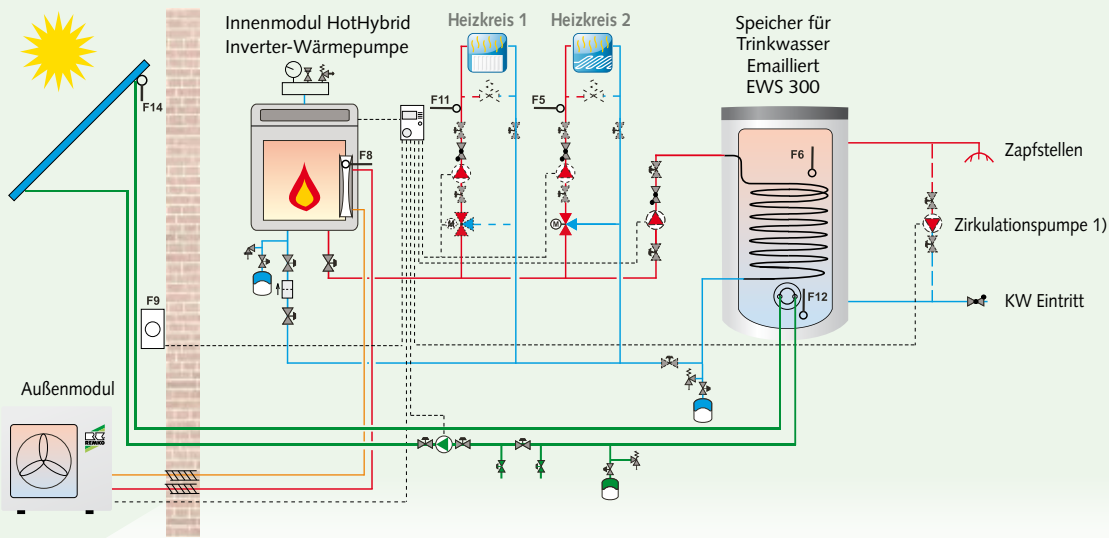 Innenmodul HotHybrid
Inverter-Wärmepumpe
Heizkreis 1
Heizkreis 2
Speicher für
Trinkwasser
Emailliert
EWS 300
F14
F11
F5
F8
F6
Zapfstellen
M
M
Zirkulationspumpe 1)
F9
F12
KW Eintritt
Außenmodul
REMKO